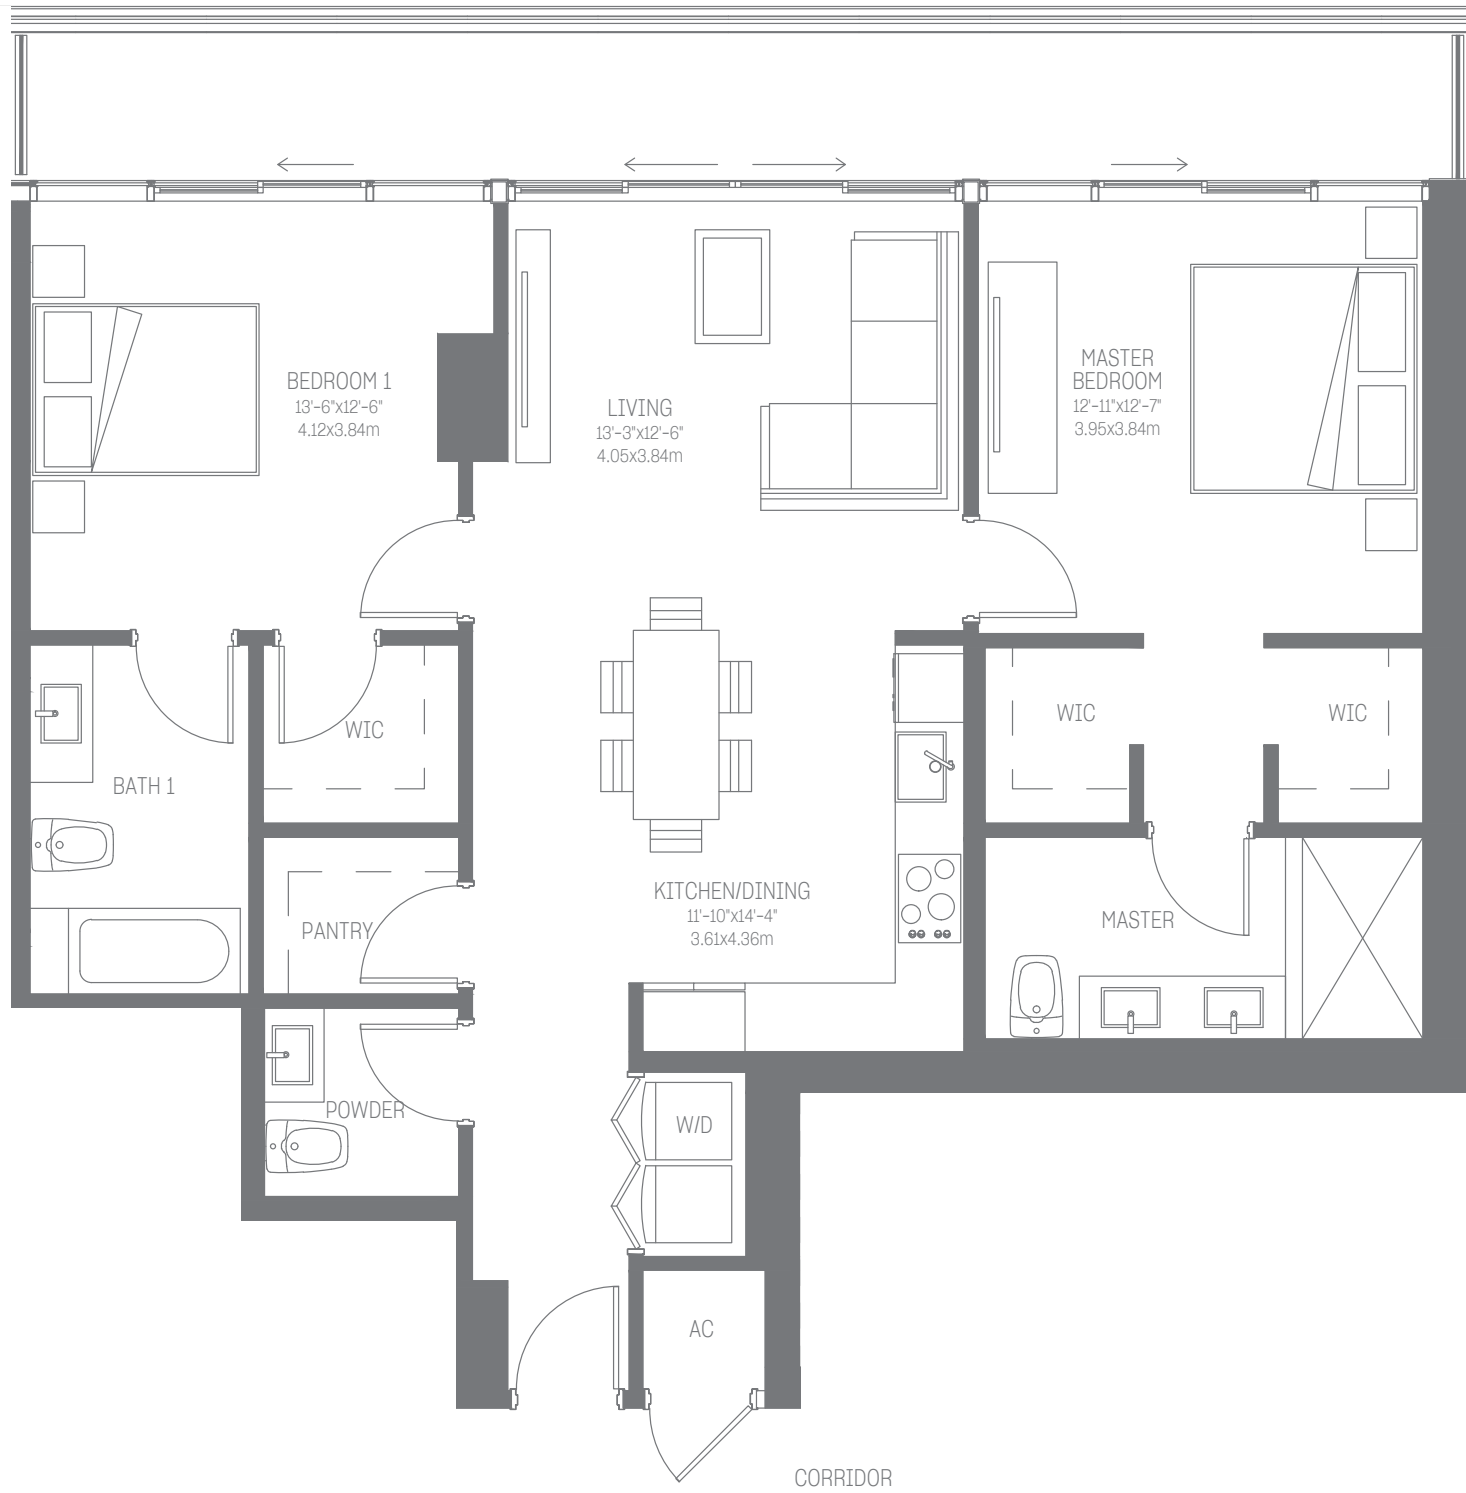 BEDROOM 1
13'-6"x12'-6"
4.12x3.84m
LIVING
13'-3"x12'-6"
4.05x3.84m
MASTER
BEDROOM
12'-11"x12'-7"
3.95x3.84m
WIC
WIC
WIC
BATH 1
PANTRY
KITCHEN/DINING
11'-10"x14'-4"
3.61x4.36m
MASTER
POWDER
W/D
AC
CORRIDOR